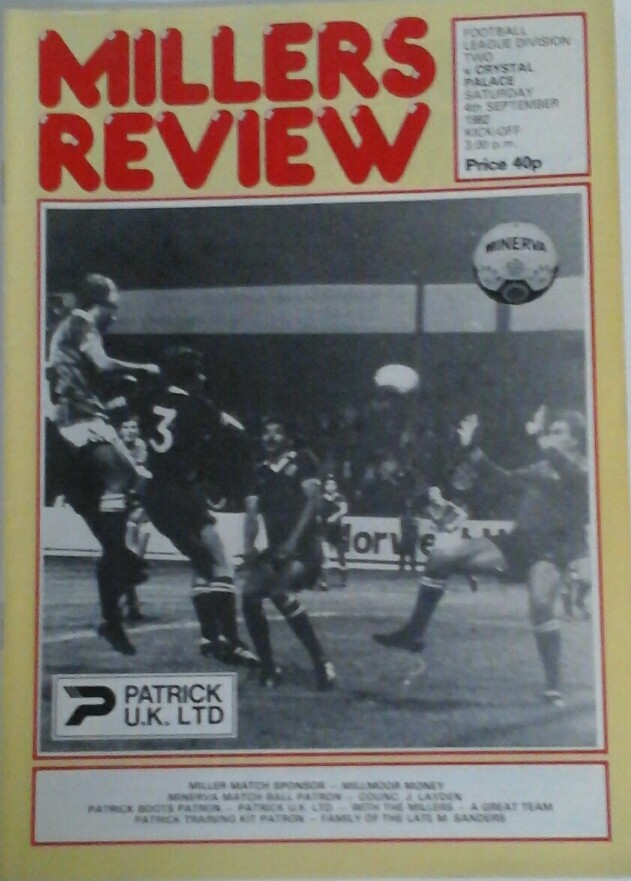 MILLERS
REVIEW
FOOTBALL
LEAGUE DIVISION
TWO
v CRYSTAL
PALACE
SATURDAY
4th SEPTEMBER
1982
KICK-OFF
3.00 p.m.
Price 40p
MINERVA
3
Norwe
PATRICK
U.K. LTD
MILLER MATCH SPONSOR – MILLMOOR MONEY
MINERVA MATCH BALL PATRON – COUNC. J. LAYDEN
PATRICK BOOTS PATRON – PATRICK U.K. LTD. – WITH THE MILLERS – A GREAT TEAM
PATRICK TRAINING KIT PATRON – FAMILY OF THE LATE M. SANDERS